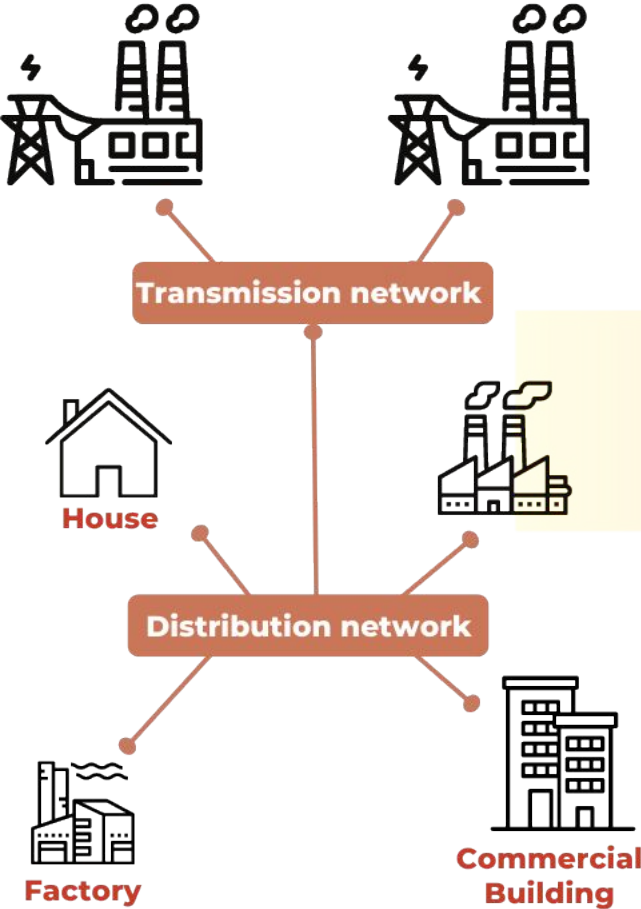 Transmission network
House
Distribution network
Factory
Commercial
Building